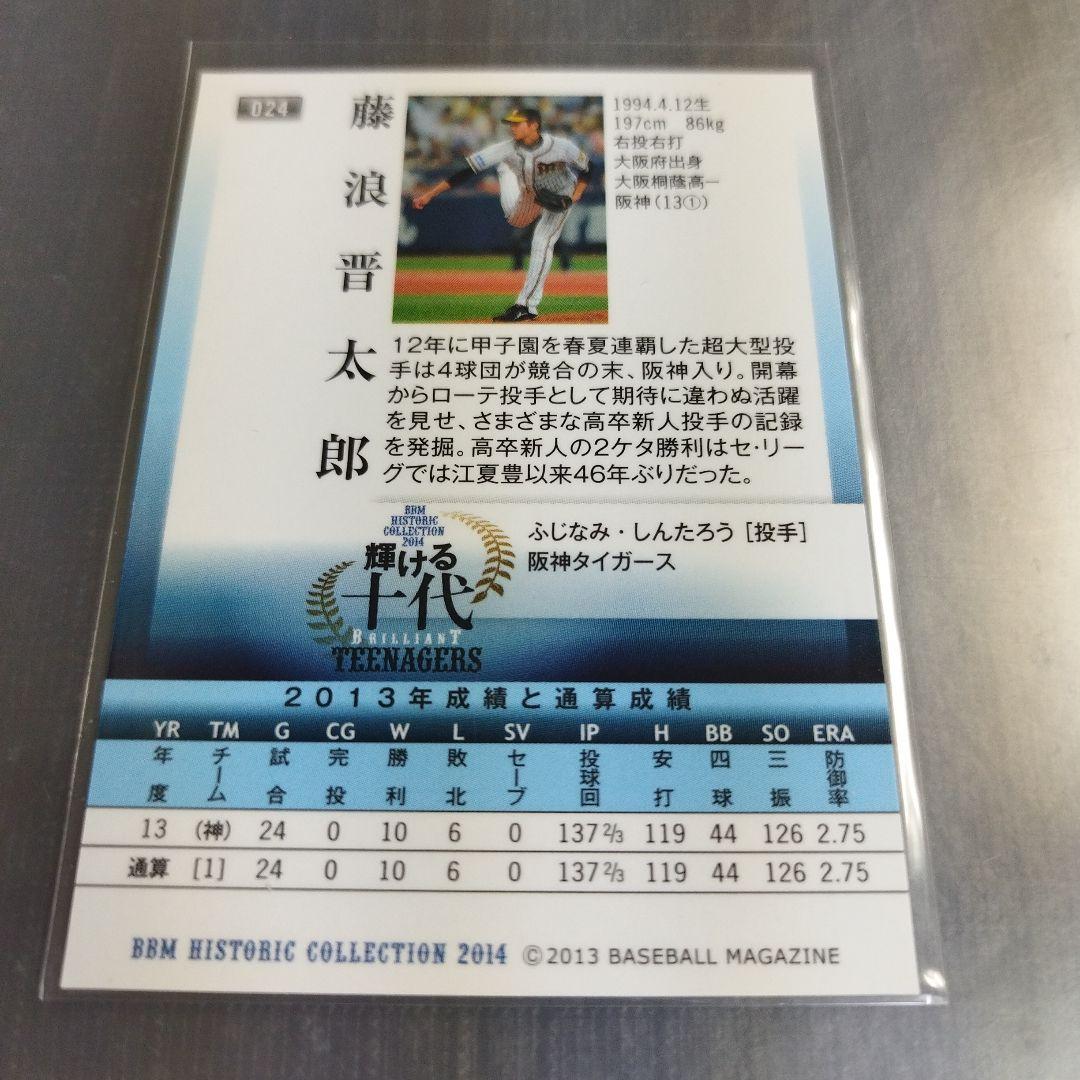 024
藤浪晋太郎
1994.4.12生
197cm 86kg
右投右打
大阪府出身
大阪桐蔭高ー
阪神(13①)
12年に甲子園を春夏連覇した超大型投
手は4球団が競合の末、阪神入り。開幕
からローテ投手として期待に違わぬ活躍
を見せ、さまざまな高卒新人投手の記録
を発掘。高卒新人の2ケタ勝利はセ・リー
グでは江夏豊以来46年ぶりだった。
BBM
HISTORIC
COLLECTION
2014
輝ける
十代
BRILLIANT
TEENAGERS
ふじなみ・しんたろう [投手]
阪神タイガース
2013年成績と通算成績
YR TM G CG W L SV IP H BB SO ERA
年度 チーム 試合 完投 勝利 敗北 セーブ 投球回 安打 四球 三振 防御率
13 (神) 24 0 10 6 0 137 2/3 119 44 126 2.75
通算 [1] 24 0 10 6 0 137 2/3 119 44 126 2.75
BBM HISTORIC COLLECTION 2014 ©2013 BASEBALL MAGAZINE